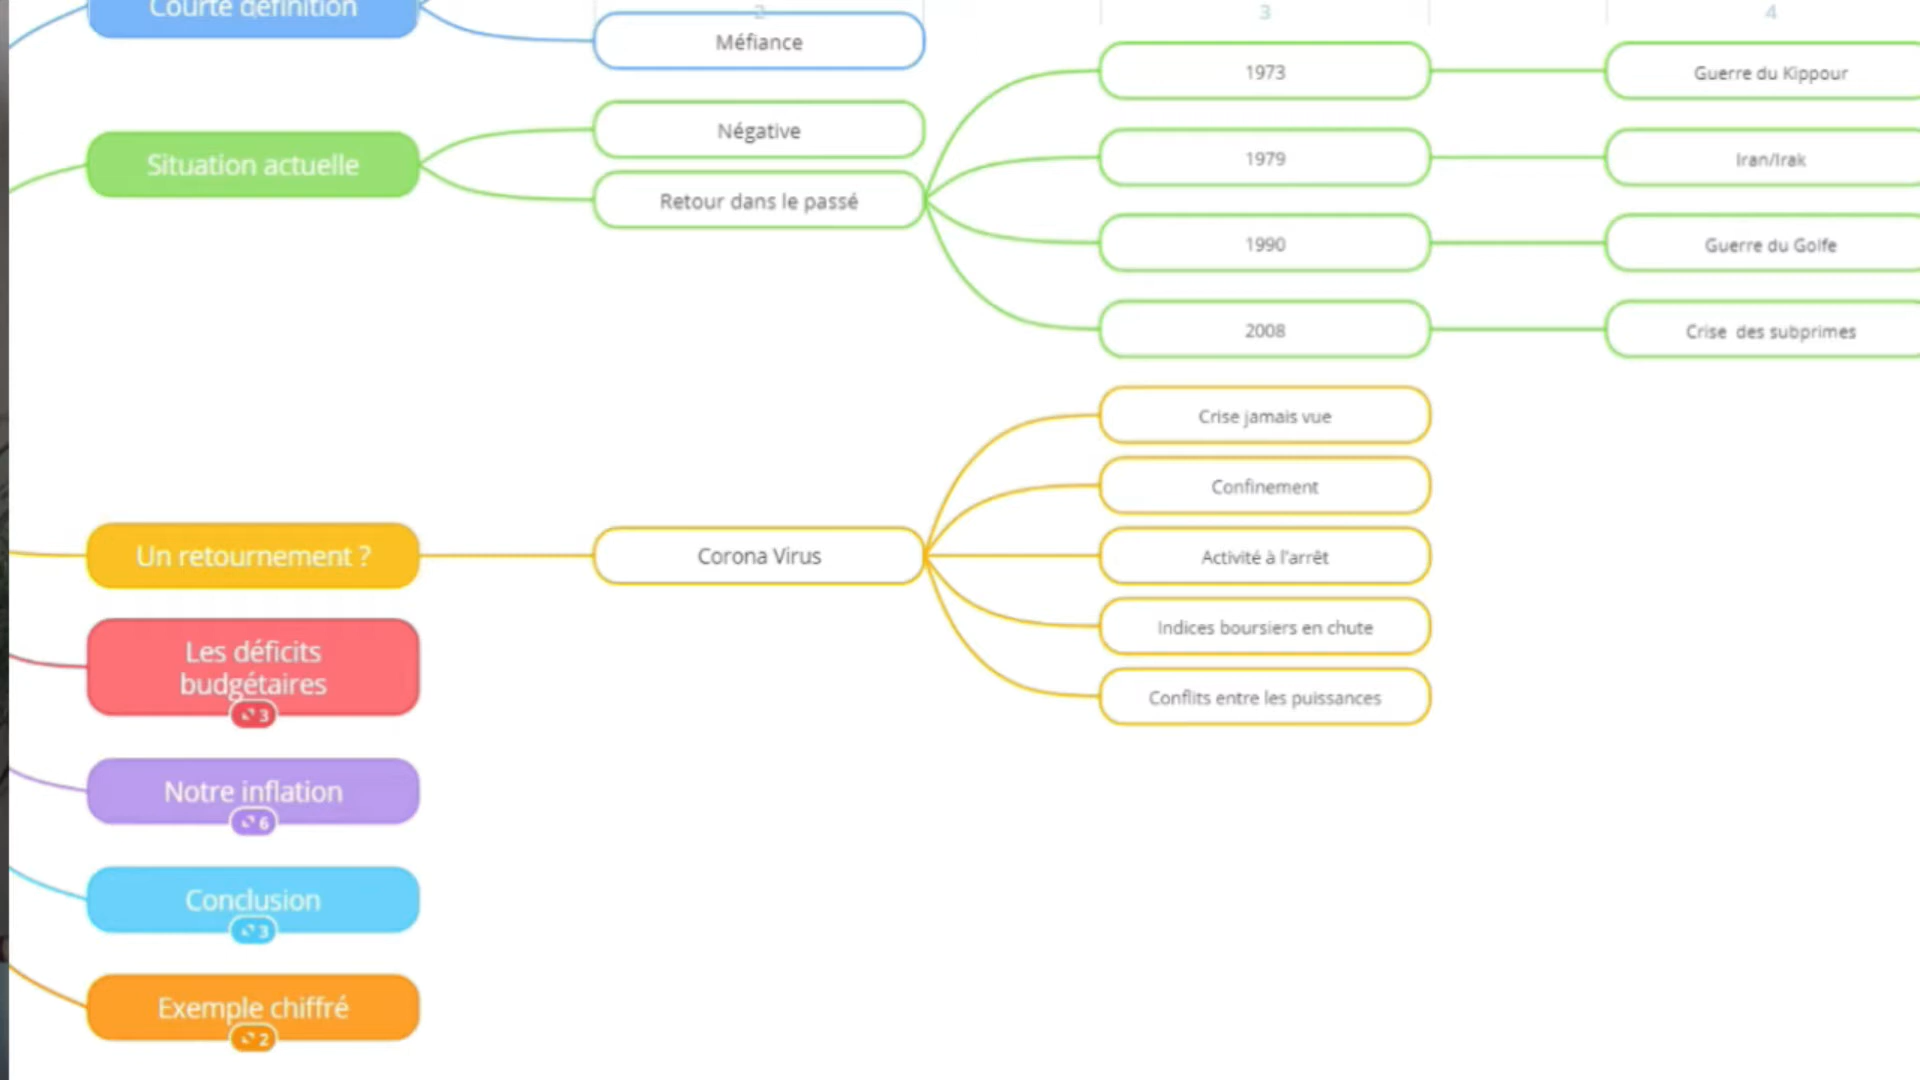 Courte définition
2
3
4
Méfiance
Situation actuelle
Négative
Retour dans le passé
1973
Guerre du Kippour
1979
Iran/Irak
1990
Guerre du Golfe
2008
Crise des subprimes
Un retournement ?
Corona Virus
Crise jamais vue
Confinement
Activité à l'arrêt
Indices boursiers en chute
Conflits entre les puissances
Les déficits
budgétaires
3
Notre inflation
6
Conclusion
3
Exemple chiffré
2